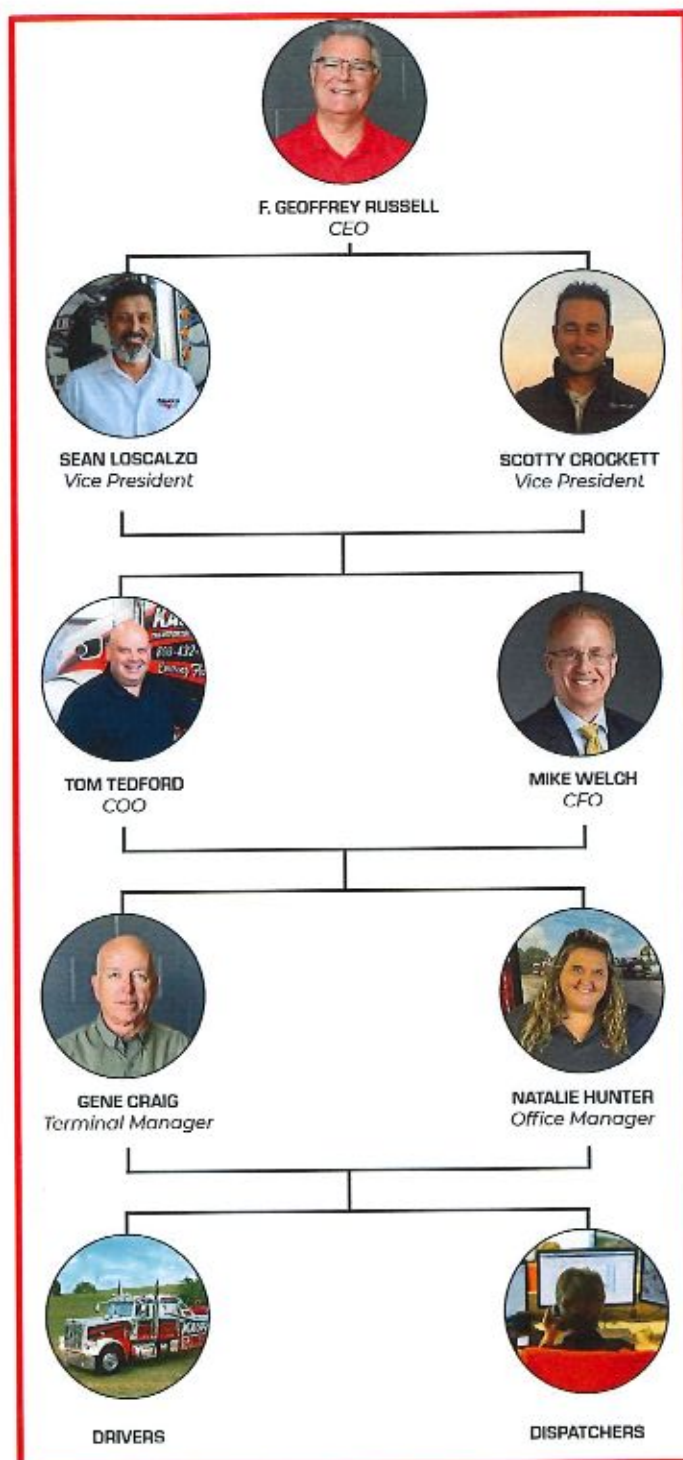 F. GEOFFREY RUSSELL
CEO
SEAN LOSCALZO
Vice President
SCOTTY CROCKETT
Vice President
TOM TEDFORD
COO
MIKE WELCH
CFO
GENE CRAIG
Terminal Manager
NATALIE HUNTER
Office Manager
DRIVERS
DISPATCHERS